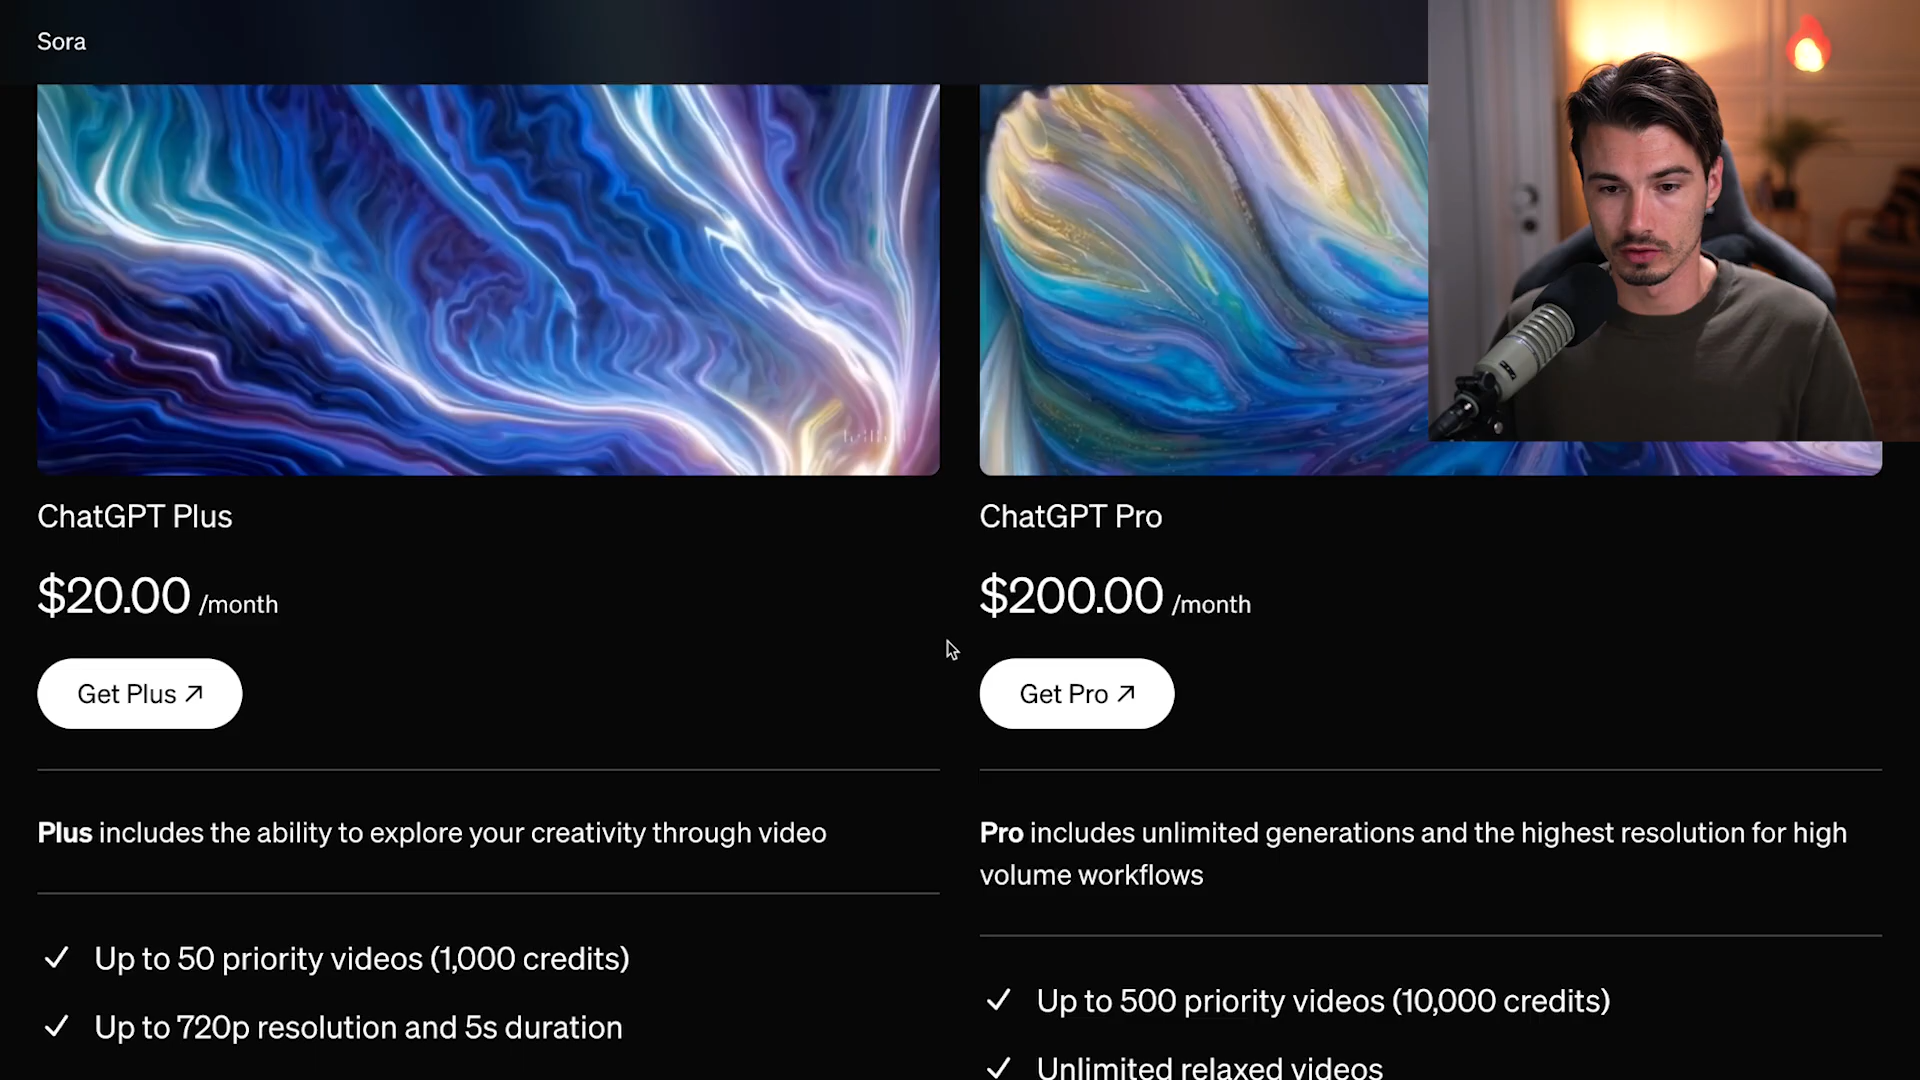 Sora
ChatGPT Plus
$20.00 /month
Get Plus ↗
Plus includes the ability to explore your creativity through video
✓ Up to 50 priority videos (1,000 credits)
✓ Up to 720p resolution and 5s duration
ChatGPT Pro
$200.00 /month
Get Pro ↗
Pro includes unlimited generations and the highest resolution for high
volume workflows
✓ Up to 500 priority videos (10,000 credits)
✓ Unlimited relaxed videos